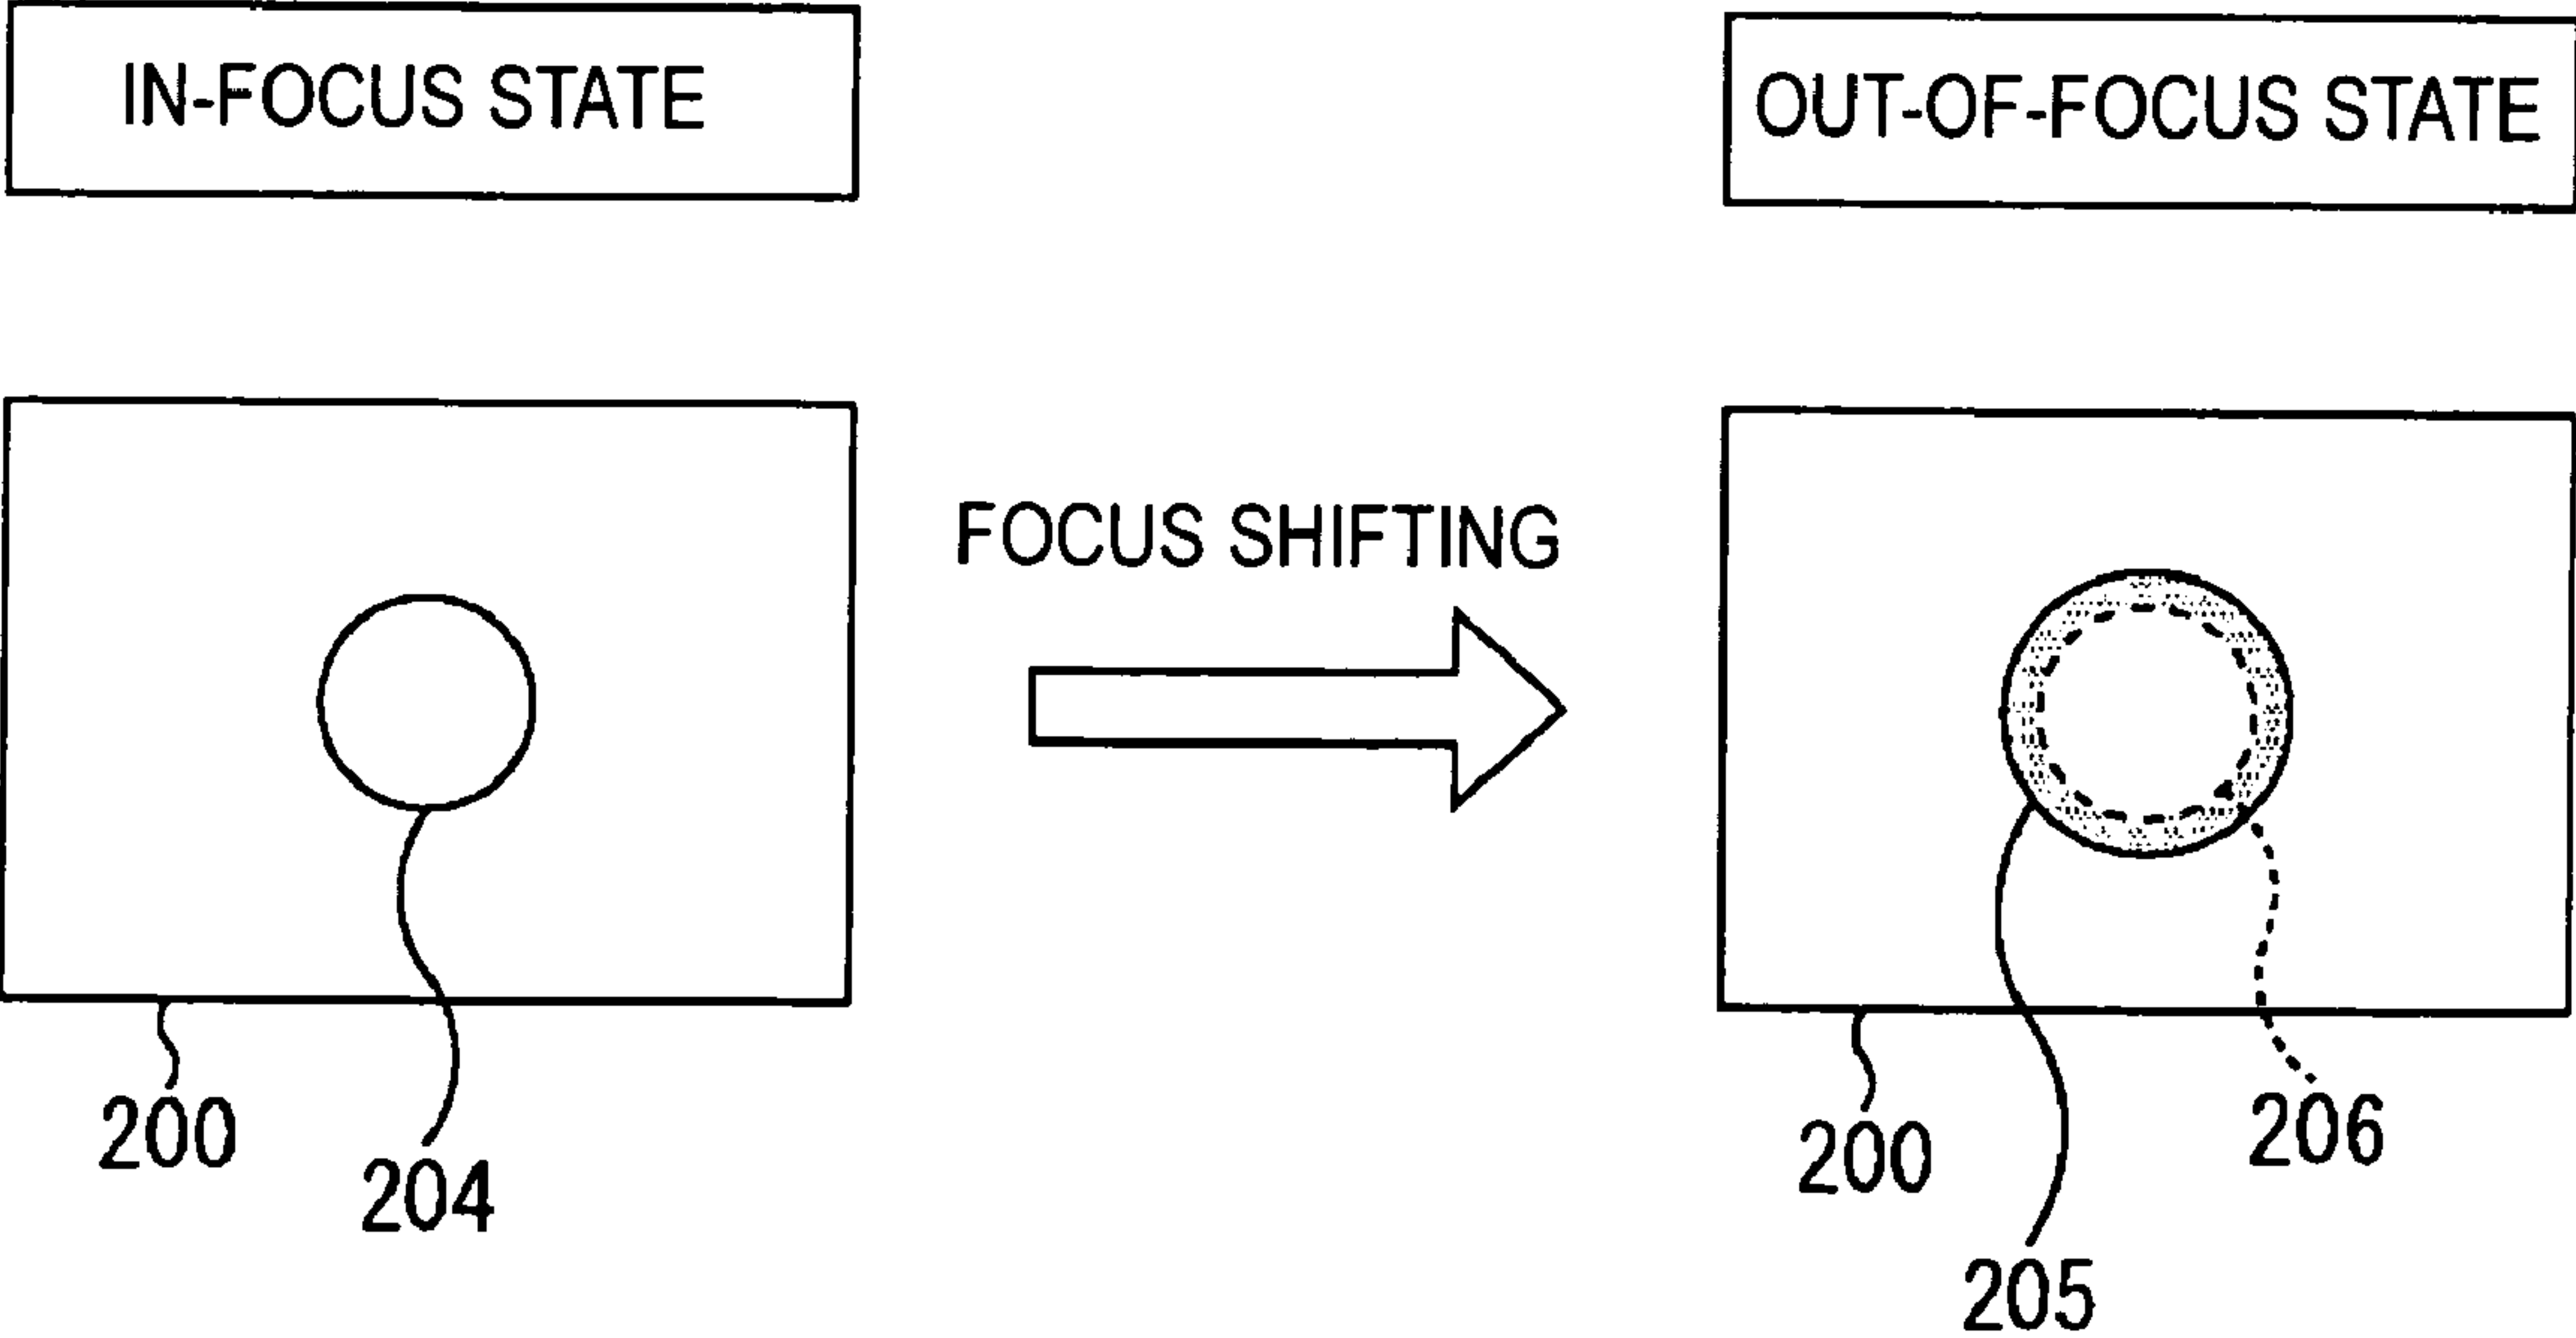 IN-FOCUS STATE
OUT-OF-FOCUS STATE
FOCUS SHIFTING
200
204
200
205
206